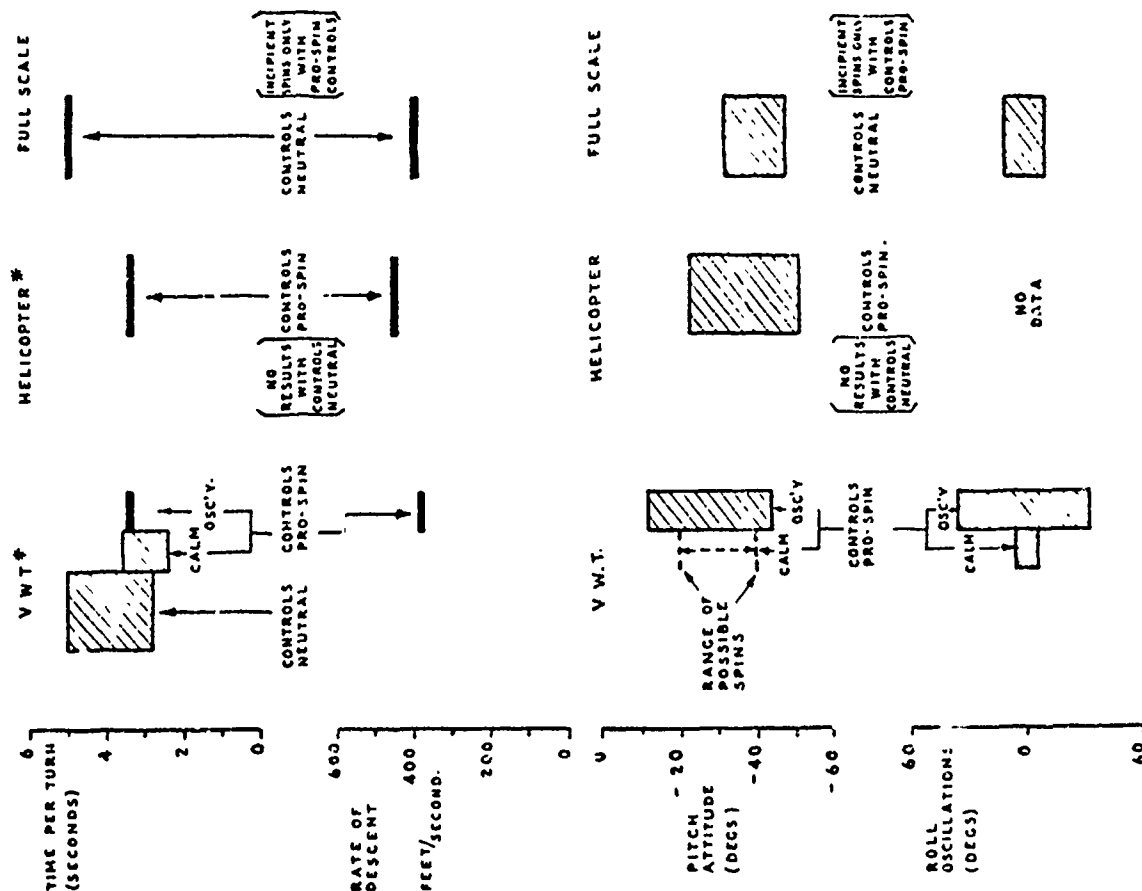 TIME PER TURN
(SECONDS)
6
4
2
0
VWT*
HELICOPTER*
FULL SCALE
CONTROLS
NEUTRAL
CALM
OSC'Y.
CONTROLS
PRO-SPIN
(NO
RESULTS
WITH
CONTROLS
NEUTRAL)
CONTROLS
PRO-SPIN
CONTROLS
NEUTRAL
(INCIPIENT
SPINS ONLY
WITH
PRO-SPIN
CONTROLS)
RATE OF
DESCENT
FEET/SECOND.
600
400
200
0
PITCH
ATTITUDE
(DEGS)
0
-20
-40
-60
V.W.T.
HELICOPTER
FULL SCALE
RANGE OF
POSSIBLE
SPINS
CALM
OSC'Y
CONTROLS
PRO-SPIN
(NO
RESULTS
WITH
CONTROLS
NEUTRAL)
CONTROLS
PRO-SPIN.
CONTROLS
NEUTRAL
(INCIPIENT
SPINS ONLY
WITH
CONTROLS
PRO-SPIN)
ROLL
OSCILLATIONS
(DEGS)
60
0
60
CALM
OSC'Y
NO
DATA